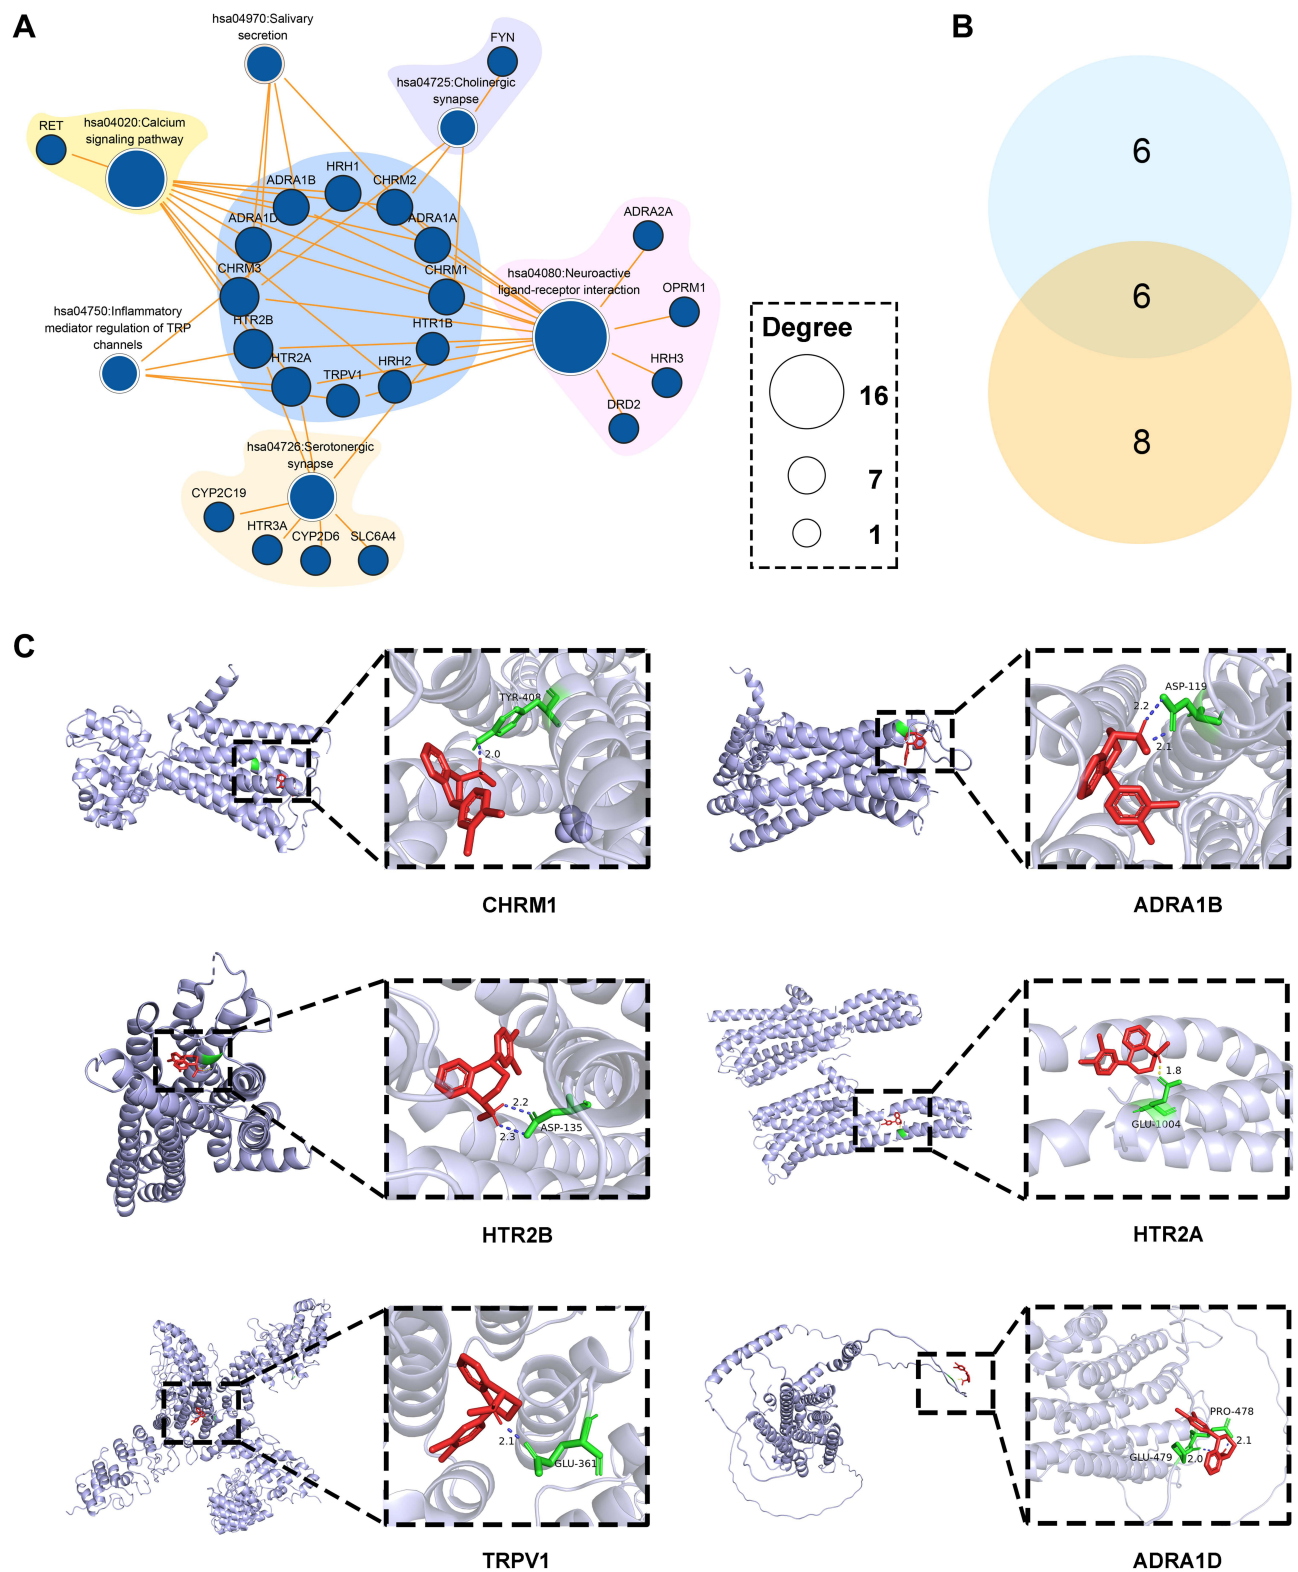 A
B
hsa04970:Salivary
secretion
FYN
hsa04725:Cholinergic
synapse
RET
hsa04020:Calcium
signaling pathway
ADRA1B
HRH1
CHRM2
ADRA1D
ADRA1A
CHRM3
CHRM1
HTR2B
HTR1B
HTR2A
TRPV1
HRH2
ADRA2A
hsa04080:Neuroactive
ligand-receptor interaction
OPRM1
HRH3
DRD2
hsa04750:Inflammatory
mediator regulation of TRP
channels
hsa04726:Serotonergic
synapse
CYP2C19
HTR3A
CYP2D6
SLC6A4
Degree
16
7
1
6
6
8
C
TYR-408
2.0
CHRM1
ASP-119
2.2
2.1
ADRA1B
2.2
2.3
ASP-135
HTR2B
1.8
GLU-1004
HTR2A
2.1
GLU-361
TRPV1
PRO-478
2.1
GLU-479
2.0
ADRA1D